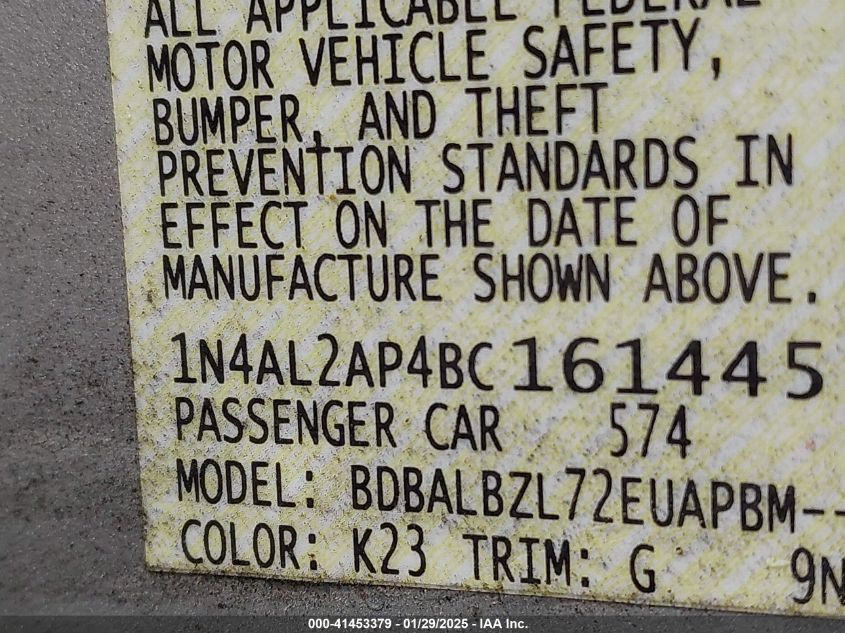 ALL APPLICABLE FEDERAL
MOTOR VEHICLE SAFETY,
BUMPER, AND THEFT
PREVENTION STANDARDS IN
EFFECT ON THE DATE OF
MANUFACTURE SHOWN ABOVE.
1N4AL2AP4BC161445
PASSENGER CAR 574
MODEL: BDBALBZL72EUAPBM--
COLOR: K23 TRIM: G 9N
000-41453379 - 01/29/2025 - IAA Inc.